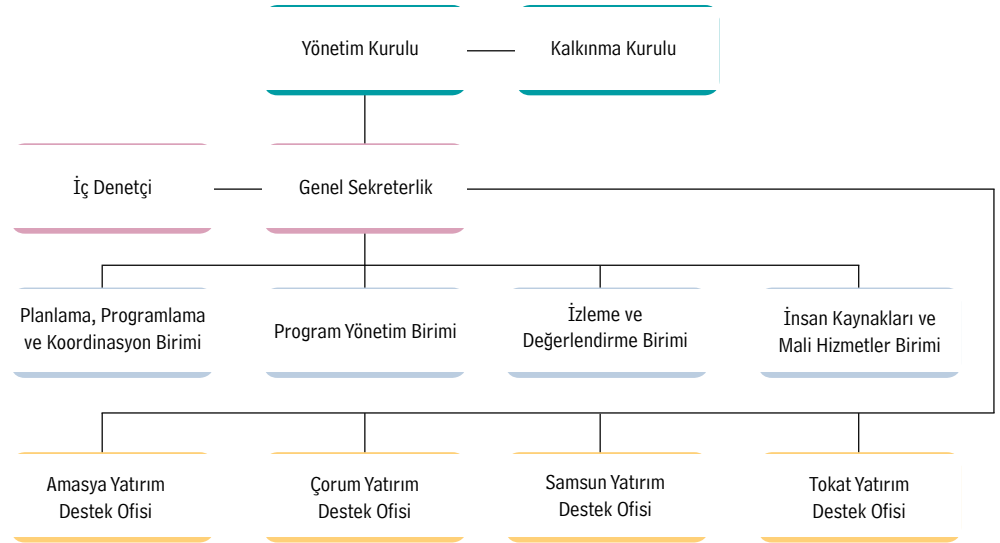 Yönetim Kurulu
Kalkınma Kurulu
İç Denetçi
Genel Sekreterlik
Planlama, Programlama
ve Koordinasyon Birimi
Program Yönetim Birimi
İzleme ve
Değerlendirme Birimi
İnsan Kaynakları ve
Mali Hizmetler Birimi
Amasya Yatırım
Destek Ofisi
Çorum Yatırım
Destek Ofisi
Samsun Yatırım
Destek Ofisi
Tokat Yatırım
Destek Ofisi